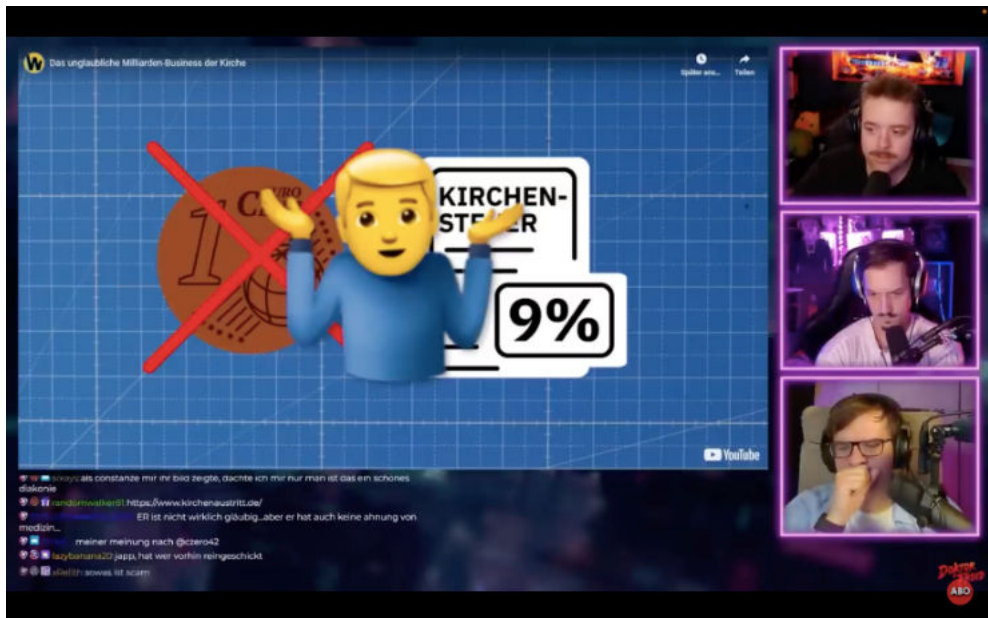 W Das unglaubliche Milliarden-Business der Kirche
Später ans...
Teilen
1 C
EURO
KIRCHEN-
STEUER
9%
YouTube
als constanze mir ihr bild zeigte, dachte ich mir nur man ist das ein schönes
diakonie
randomwalker81: https://www.kirchenaustritt.de/
ER ist nicht wirklich gläubig...aber er hat auch keine ahnung von
medizin...
meiner meinung nach @czero42
lazybanana20: japp, hat wer vorhin reingeschickt
sowas ist scam
DOKTOR
ABO